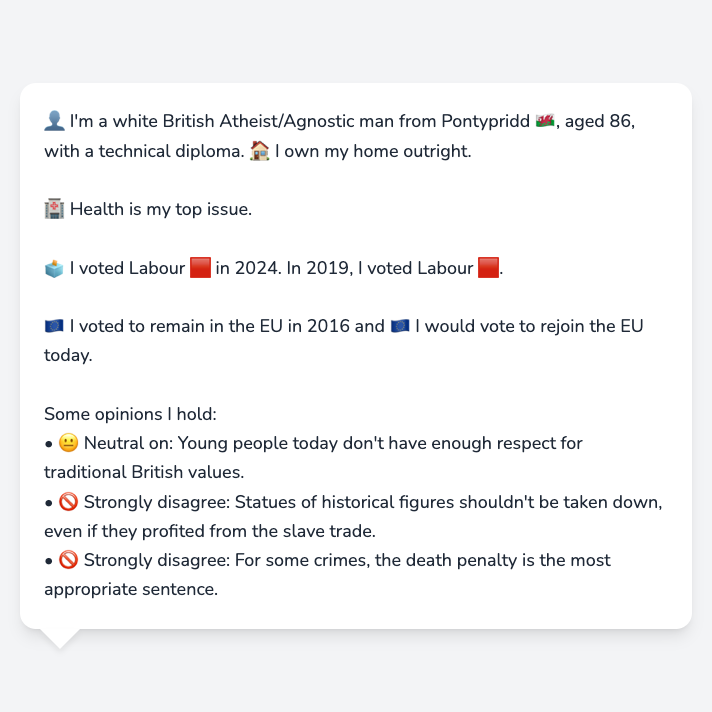 👤 I'm a white British Atheist/Agnostic man from Pontypridd 🏴󠁧󠁢󠁷󠁬󠁳󠁿, aged 86,
with a technical diploma. 🏠 I own my home outright.
🏥 Health is my top issue.
🗳️ I voted Labour 🟥 in 2024. In 2019, I voted Labour 🟥.
🇪🇺 I voted to remain in the EU in 2016 and 🇪🇺 I would vote to rejoin the EU
today.
Some opinions I hold:
• 😐 Neutral on: Young people today don't have enough respect for
traditional British values.
• 🚫 Strongly disagree: Statues of historical figures shouldn't be taken down,
even if they profited from the slave trade.
• 🚫 Strongly disagree: For some crimes, the death penalty is the most
appropriate sentence.